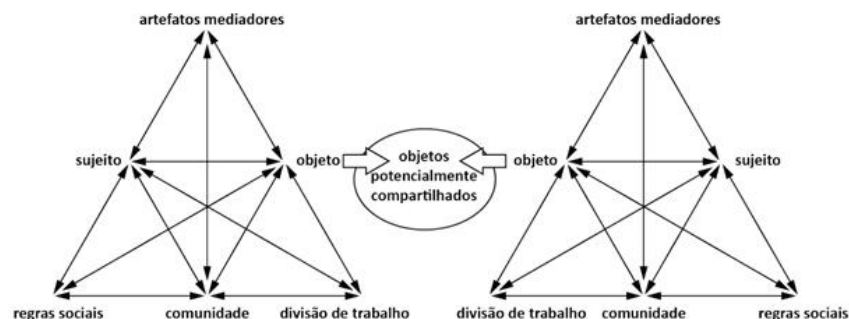 artefatos mediadores
artefatos mediadores
sujeito
objeto
objetos
potencialmente
compartilhados
objeto
sujeito
regras sociais
comunidade
divisão de trabalho
divisão de trabalho
comunidade
regras sociais